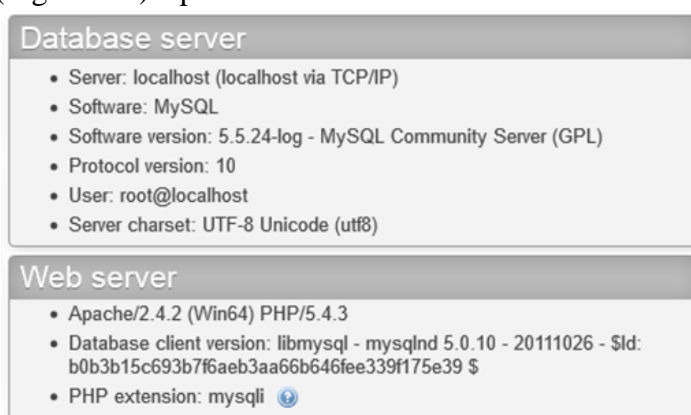 Database server
• Server: localhost (localhost via TCP/IP)
• Software: MySQL
• Software version: 5.5.24-log - MySQL Community Server (GPL)
• Protocol version: 10
• User: root@localhost
• Server charset: UTF-8 Unicode (utf8)
Web server
• Apache/2.4.2 (Win64) PHP/5.4.3
• Database client version: libmysql - mysqlnd 5.0.10 - 20111026 - $Id:
b0b3b15c693b7f6aeb3aa66b646fee339f175e39 $
• PHP extension: mysqli